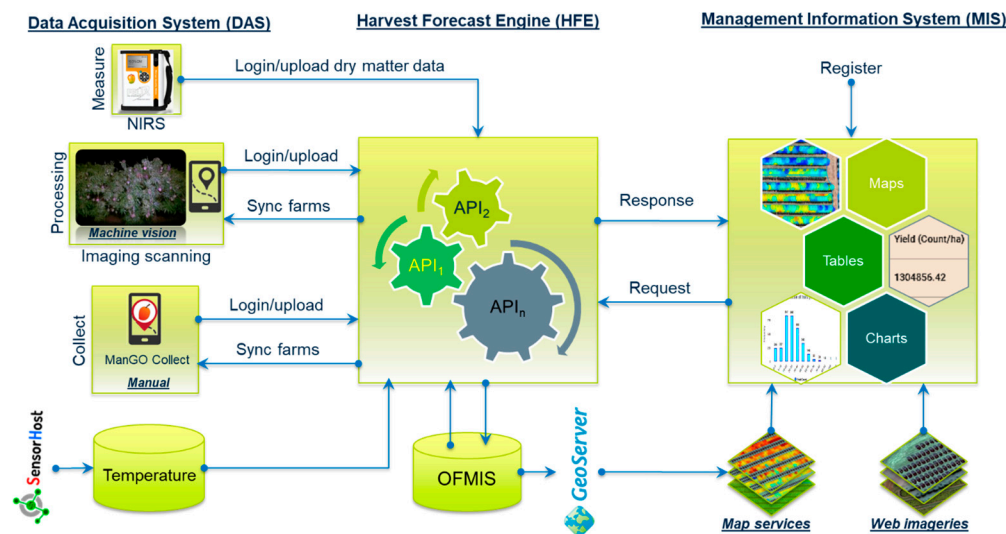 Data Acquisition System (DAS)
Harvest Forecast Engine (HFE)
Management Information System (MIS)
Measure
NIRS
Login/upload dry matter data
Register
Processing
Machine vision
Imaging scanning
Login/upload
Sync farms
API1
API2
APIn
Response
Request
Maps
Tables
Yield (Count/ha)
1304856.42
Charts
Collect
ManGO Collect
Manual
Login/upload
Sync farms
SensorHost
Temperature
OFMIS
GeoServer
Map services
Web imageries